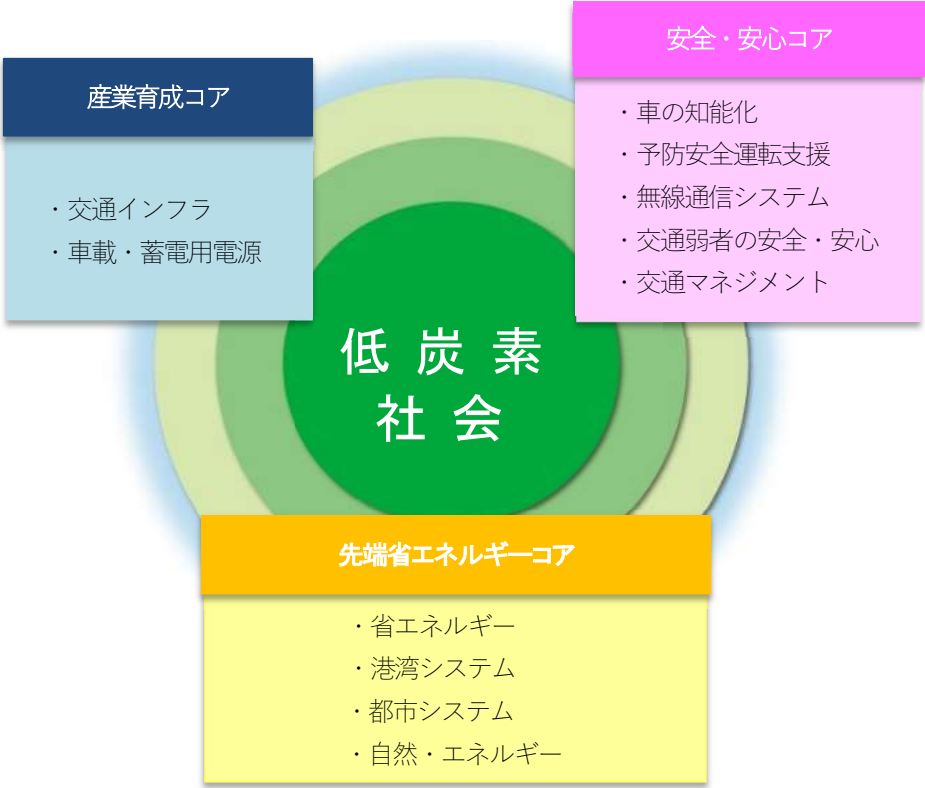 産業育成コア
・交通インフラ
・車載・蓄電用電源
安全・安心コア
・車の知能化
・予防安全運転支援
・無線通信システム
・交通弱者の安全・安心
・交通マネジメント
低炭素
社会
先端省エネルギーコア
・省エネルギー
・港湾システム
・都市システム
・自然・エネルギー